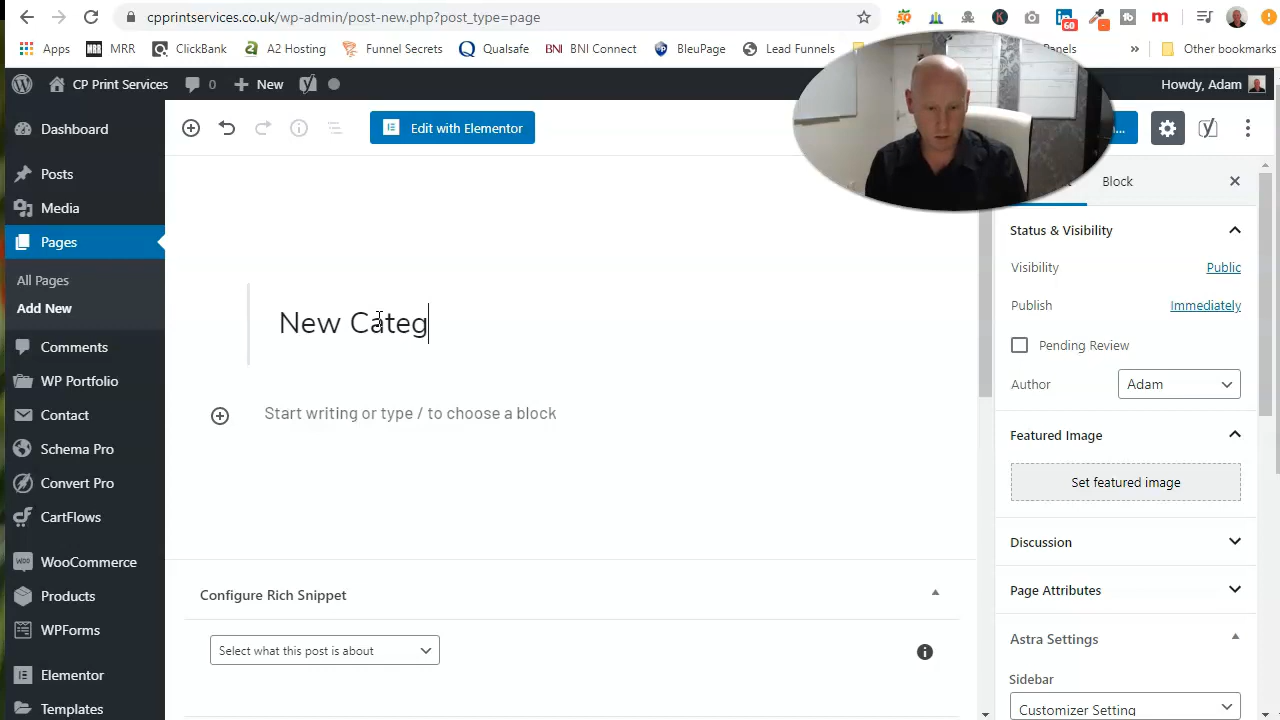 cpprintservices.co.uk/wp-admin/post-new.php?post_type=page
60
Apps
MRR
MRR
ClickBank
A2 Hosting
Funnel Secrets
Qualsafe
BNI
BNI Connect
BleuPage
Lead Funnels
Panels
Other bookmarks
CP Print Services
0
New
Howdy, Adam
Dashboard
Posts
Media
Pages
All Pages
Add New
Comments
WP Portfolio
Contact
Schema Pro
Convert Pro
CartFlows
WooCommerce
Products
WPForms
Elementor
Templates
Edit with Elementor
New Categ
Start writing or type / to choose a block
Configure Rich Snippet
Select what this post is about
Block
Status & Visibility
Visibility
Public
Publish
Immediately
Pending Review
Author
Adam
Featured Image
Set featured image
Discussion
Page Attributes
Astra Settings
Sidebar
Customizer Setting